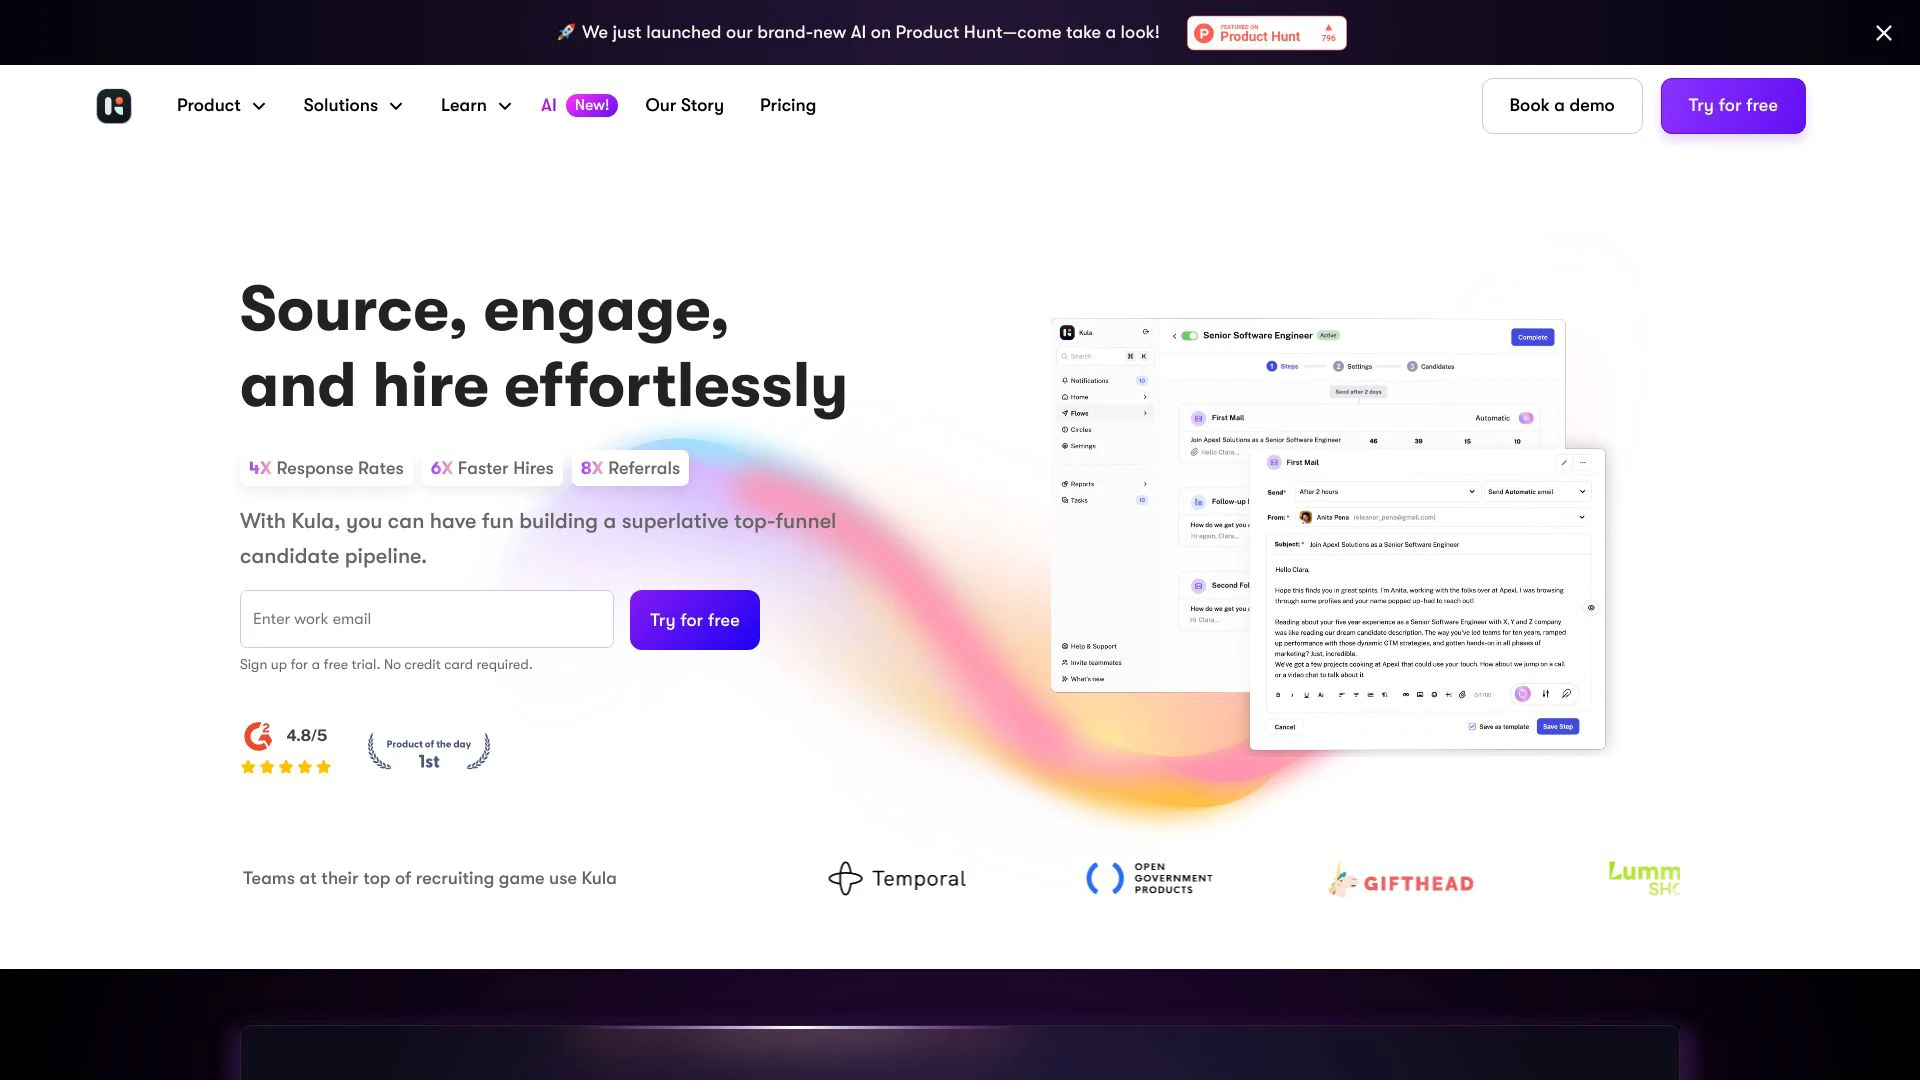 🚀 We just launched our brand-new AI on Product Hunt—come take a look!
FEATURED ON
Product Hunt
796
Product
Solutions
Learn
AI
New!
Our Story
Pricing
Book a demo
Try for free
Source, engage,
and hire effortlessly
4X Response Rates
6X Faster Hires
8X Referrals
With Kula, you can have fun building a superlative top-funnel
candidate pipeline.
Enter work email
Try for free
Sign up for a free trial. No credit card required.
4.8/5
Product of the day
1st
Kula
Search
⌘ K
Notifications 10
Home
Flows
Circles
Settings
Reports
Tasks 10
Help & Support
Invite teammates
What's new
Senior Software Engineer
Active
Complete
1 Steps
2 Settings
3 Candidates
Send after 2 days
First Mail
Automatic
Join Apexl Solutions as a Senior Software Engineer 46 39 15 10
Hello Clara...
Follow-up
How do we get you a
Hi again, Clara...
Second Fol
How do we get you a
Hi Clara...
First Mail
Send* After 2 hours
Send Automatic email
From: * Anita Pena (eleanor_pena@gmail.com)
Subject: * Join Apexl Solutions as a Senior Software Engineer
Hello Clara,
Hope this finds you in great spirits. I'm Anita, working with the folks over at Apexl, I was browsing
through some profiles and your name popped up-had to reach out!
Reading about your five year experience as a Senior Software Engineer with X, Y and Z company
was like reading our dream candidate description. The way you've led teams for ten years, ramped
up performance with those dynamic GTM strategies, and gotten hands-on in all phases of
marketing? Just, incredible.
We've got a few projects cooking at Apexl that could use your touch. How about we jump on a call
or a video chat to talk about it
B I U
0/1700
Cancel
Save as template
Save Step
Teams at their top of recruiting game use Kula
Temporal
OPEN
GOVERNMENT
PRODUCTS
GIFTHEAD
Lumm
SHO